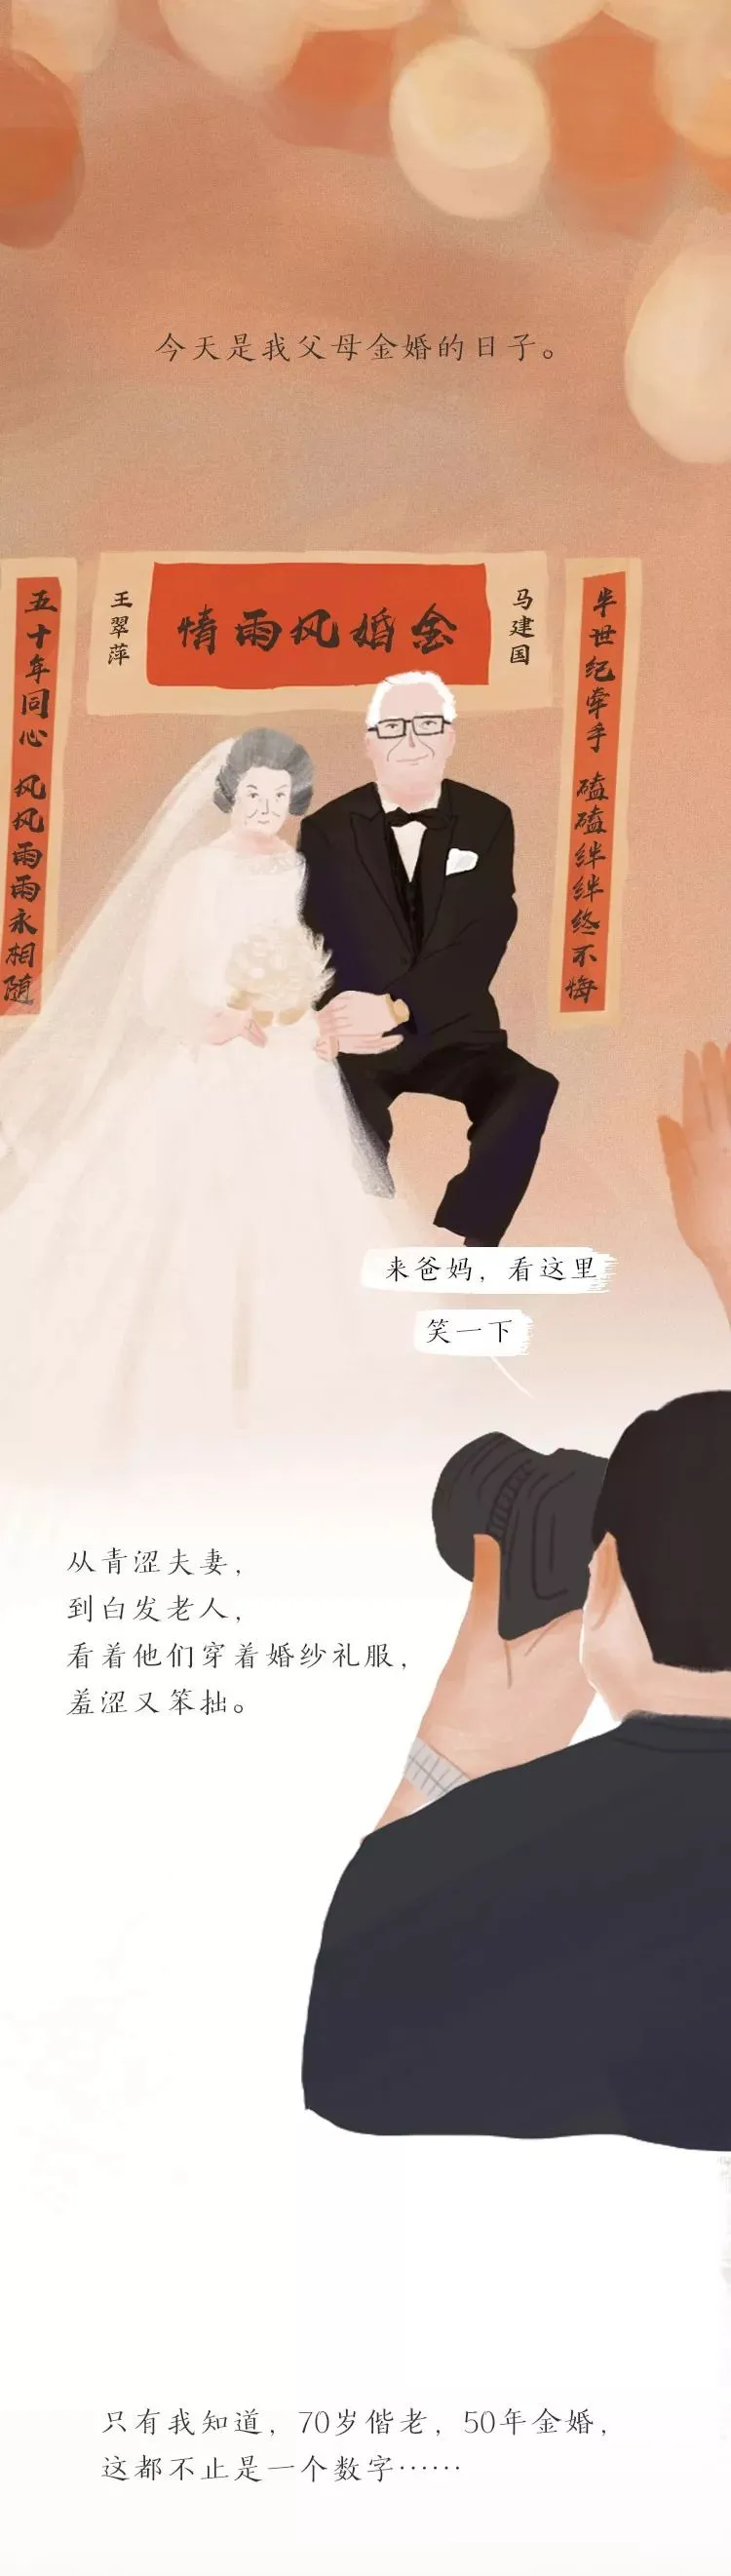 今天是我父母金婚的日子。
金婚风雨情
马建国
王翠萍
半世纪牵手 磕磕绊绊终不悔
五十年同心 风风雨雨永相随
来爸妈，看这里
笑一下
从青涩夫妻，
到白发老人，
看着他们穿着婚纱礼服，
羞涩又笨拙。
只有我知道，70岁偕老，50年金婚，
这都不止是一个数字……